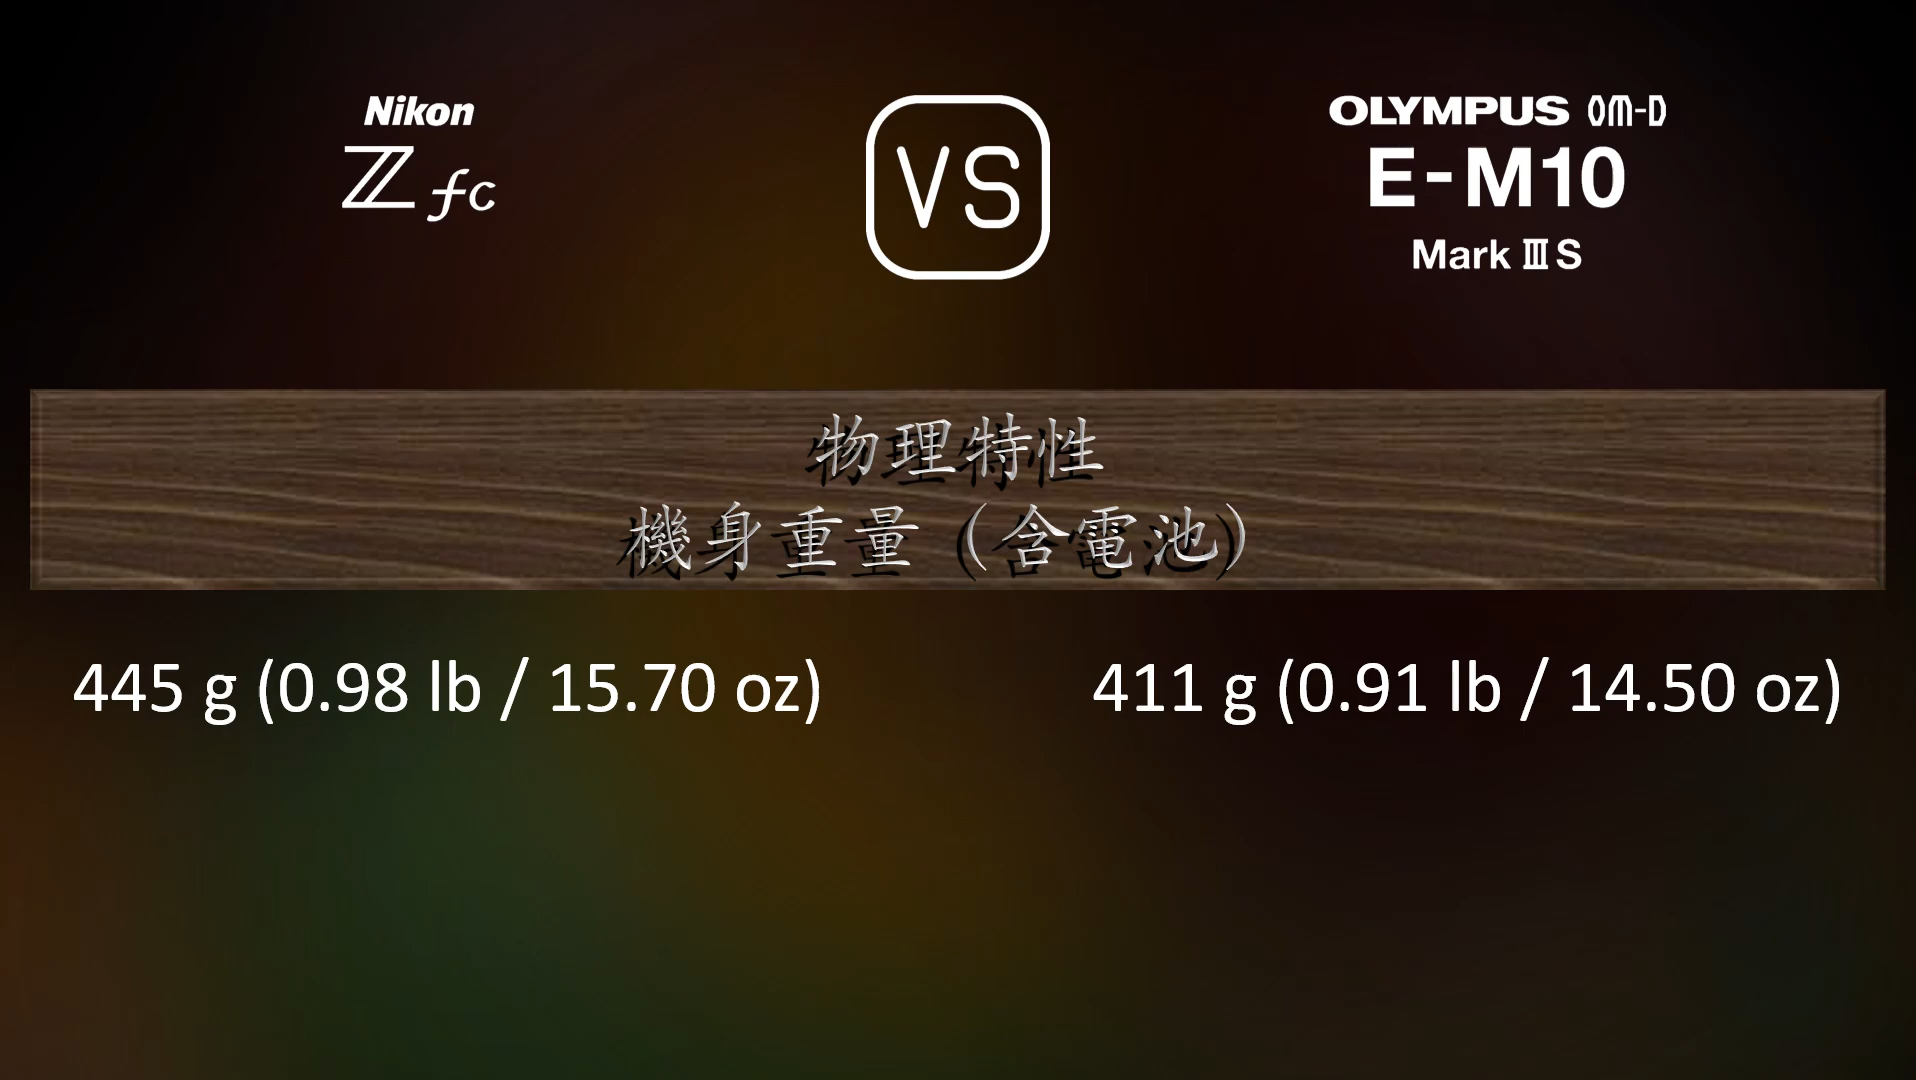 Nikon
Z fc
VS
OLYMPUS OM-D
E-M10
Mark III S
物理特性
機身重量（含電池）
445 g (0.98 lb / 15.70 oz)
411 g (0.91 lb / 14.50 oz)